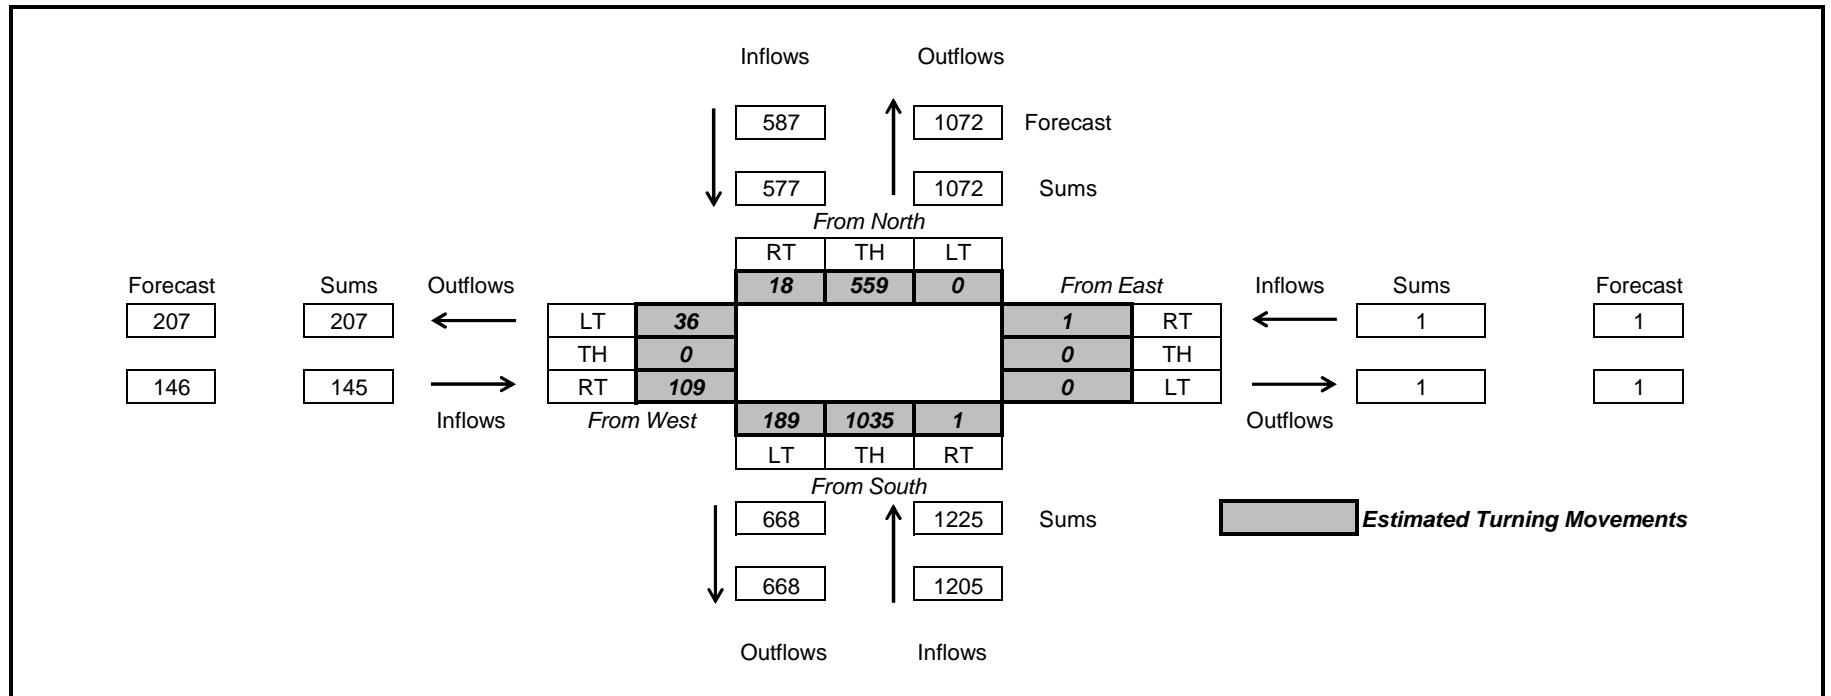 Inflows Outflows
587 1072 Forecast
577 1072 Sums
From North
RT TH LT
Forecast Sums Outflows 18 559 0 From East Inflows Sums Forecast
207 207 LT 36 1 RT 1 1
TH 0 0 TH
146 145 RT 109 0 LT 1 1
Inflows From West 189 1035 1 Outflows
LT TH RT
From South
668 1225 Sums Estimated Turning Movements
668 1205
Outflows Inflows